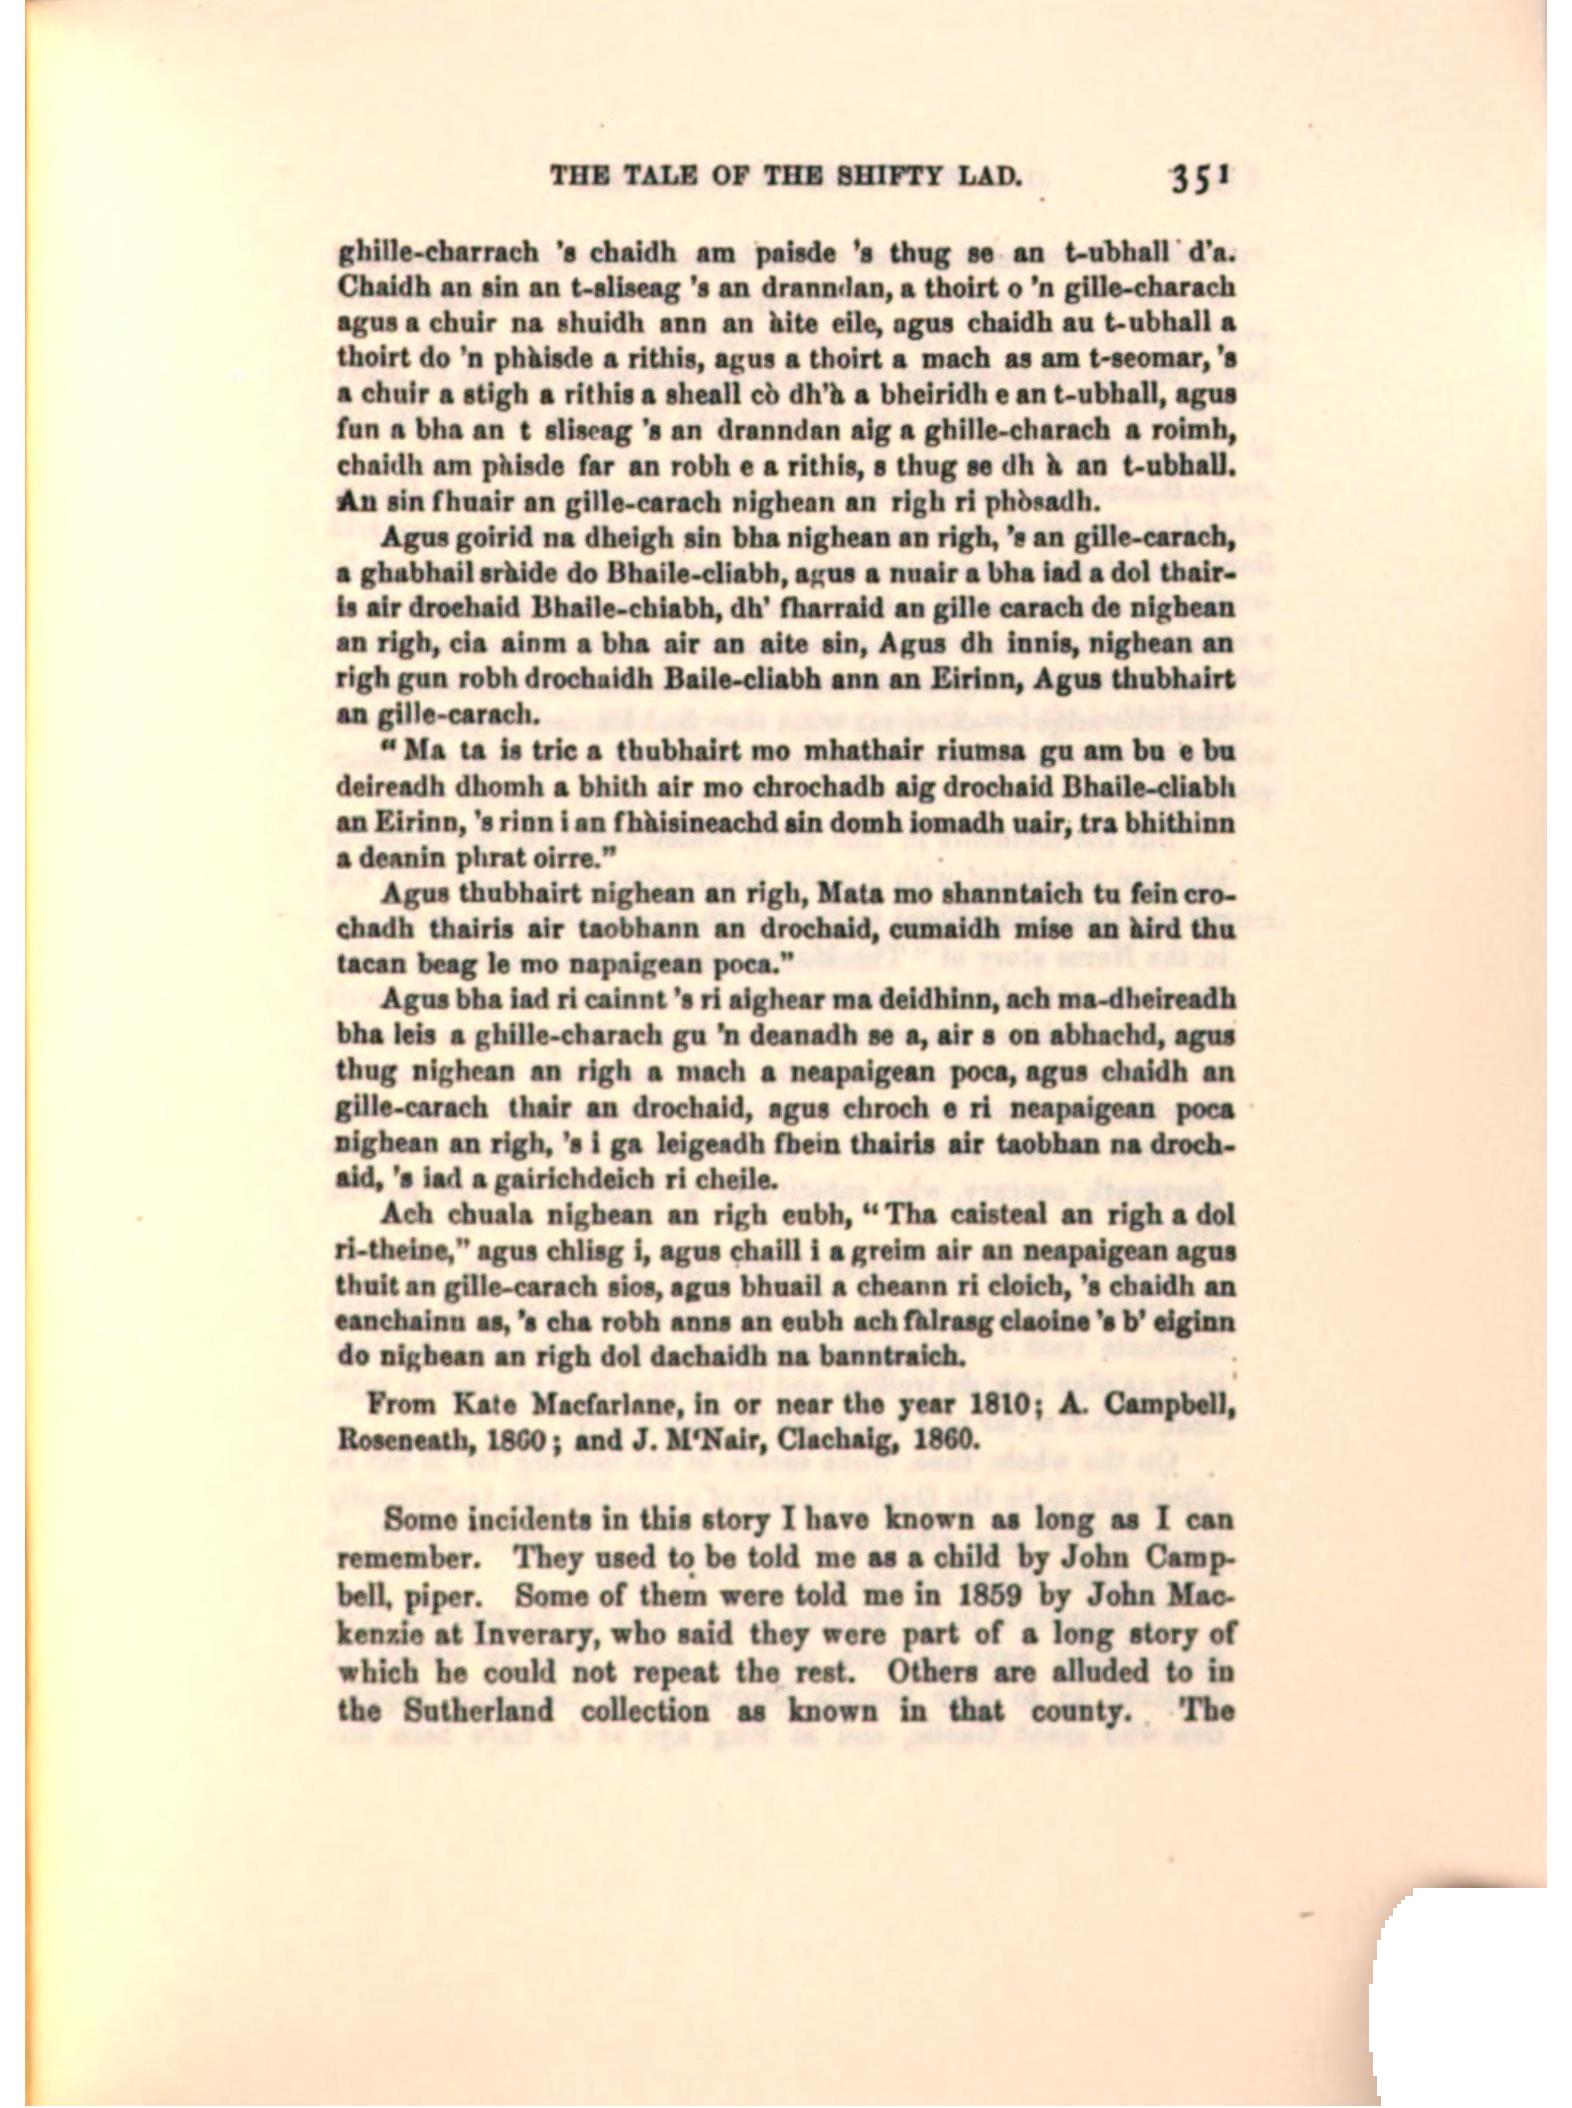 THE TALE OF THE SHIFTY LAD. 351
ghille-charrach 's chaidh am paisde 's thug se an t-ubhall d'a.
Chaidh an sin an t-sliseag 's an dranndan, a thoirt o 'n gille-charach
agus a chuir na shuidh ann an àite eile, agus chaidh au t-ubhall a
thoirt do 'n phàisde a rithis, agus a thoirt a mach as am t-seomar, 's
a chuir a stigh a rithis a sheall cò dh'à a bheiridh e an t-ubhall, agus
fun a bha an t sliseag 's an dranndan aig a ghille-charach a roimh,
chaidh am pàisde far an robh e a rithis, s thug se dh à an t-ubhall.
An sin fhuair an gille-carach nighean an righ ri phòsadh.
Agus goirid na dheigh sin bha nighean an righ, 's an gille-carach,
a ghabhail sràide do Bhaile-cliabh, agus a nuair a bha iad a dol thair-
is air drochaid Bhaile-chiabh, dh' fharraid an gille carach de nighean
an righ, cia ainm a bha air an aite sin, Agus dh innis, nighean an
righ gun robh drochaidh Baile-cliabh ann an Eirinn, Agus thubhairt
an gille-carach.
“Ma ta is tric a thubhairt mo mhathair riumsa gu am bu e bu
deireadh dhomh a bhith air mo chrochadh aig drochaid Bhaile-cliabh
an Eirinn, 's rinn i an fhàisineachd sin domh iomadh uair, tra bhithinn
a deanin phrat oirre.”
Agus thubhairt nighean an righ, Mata mo shanntaich tu fein cro-
chadh thairis air taobhann an drochaid, cumaidh mise an àird thu
tacan beag le mo napaigean poca.”
Agus bha iad ri cainnt 's ri aighear ma deidhinn, ach ma-dheireadh
bha leis a ghille-charach gu 'n deanadh se a, air s on abhachd, agus
thug nighean an righ a mach a neapaigean poca, agus chaidh an
gille-carach thair an drochaid, agus chroch e ri neapaigean poca
nighean an righ, 's i ga leigeadh fhein thairis air taobhan na droch-
aid, 's iad a gairichdeich ri cheile.
Ach chuala nighean an righ eubh, “Tha caisteal an righ a dol
ri-theine,” agus chlisg i, agus chaill i a greim air an neapaigean agus
thuit an gille-carach sios, agus bhuail a cheann ri cloich, 's chaidh an
eanchainn as, 's cha robh anns an eubh ach fàlrasg claoine 's b' eiginn
do nighean an righ dol dachaidh na banntraich.
From Kate Macfarlane, in or near the year 1810; A. Campbell,
Roseneath, 1860; and J. M‘Nair, Clachaig, 1860.
Some incidents in this story I have known as long as I can
remember. They used to be told me as a child by John Camp-
bell, piper. Some of them were told me in 1859 by John Mac-
kenzie at Inverary, who said they were part of a long story of
which he could not repeat the rest. Others are alluded to in
the Sutherland collection as known in that county. The